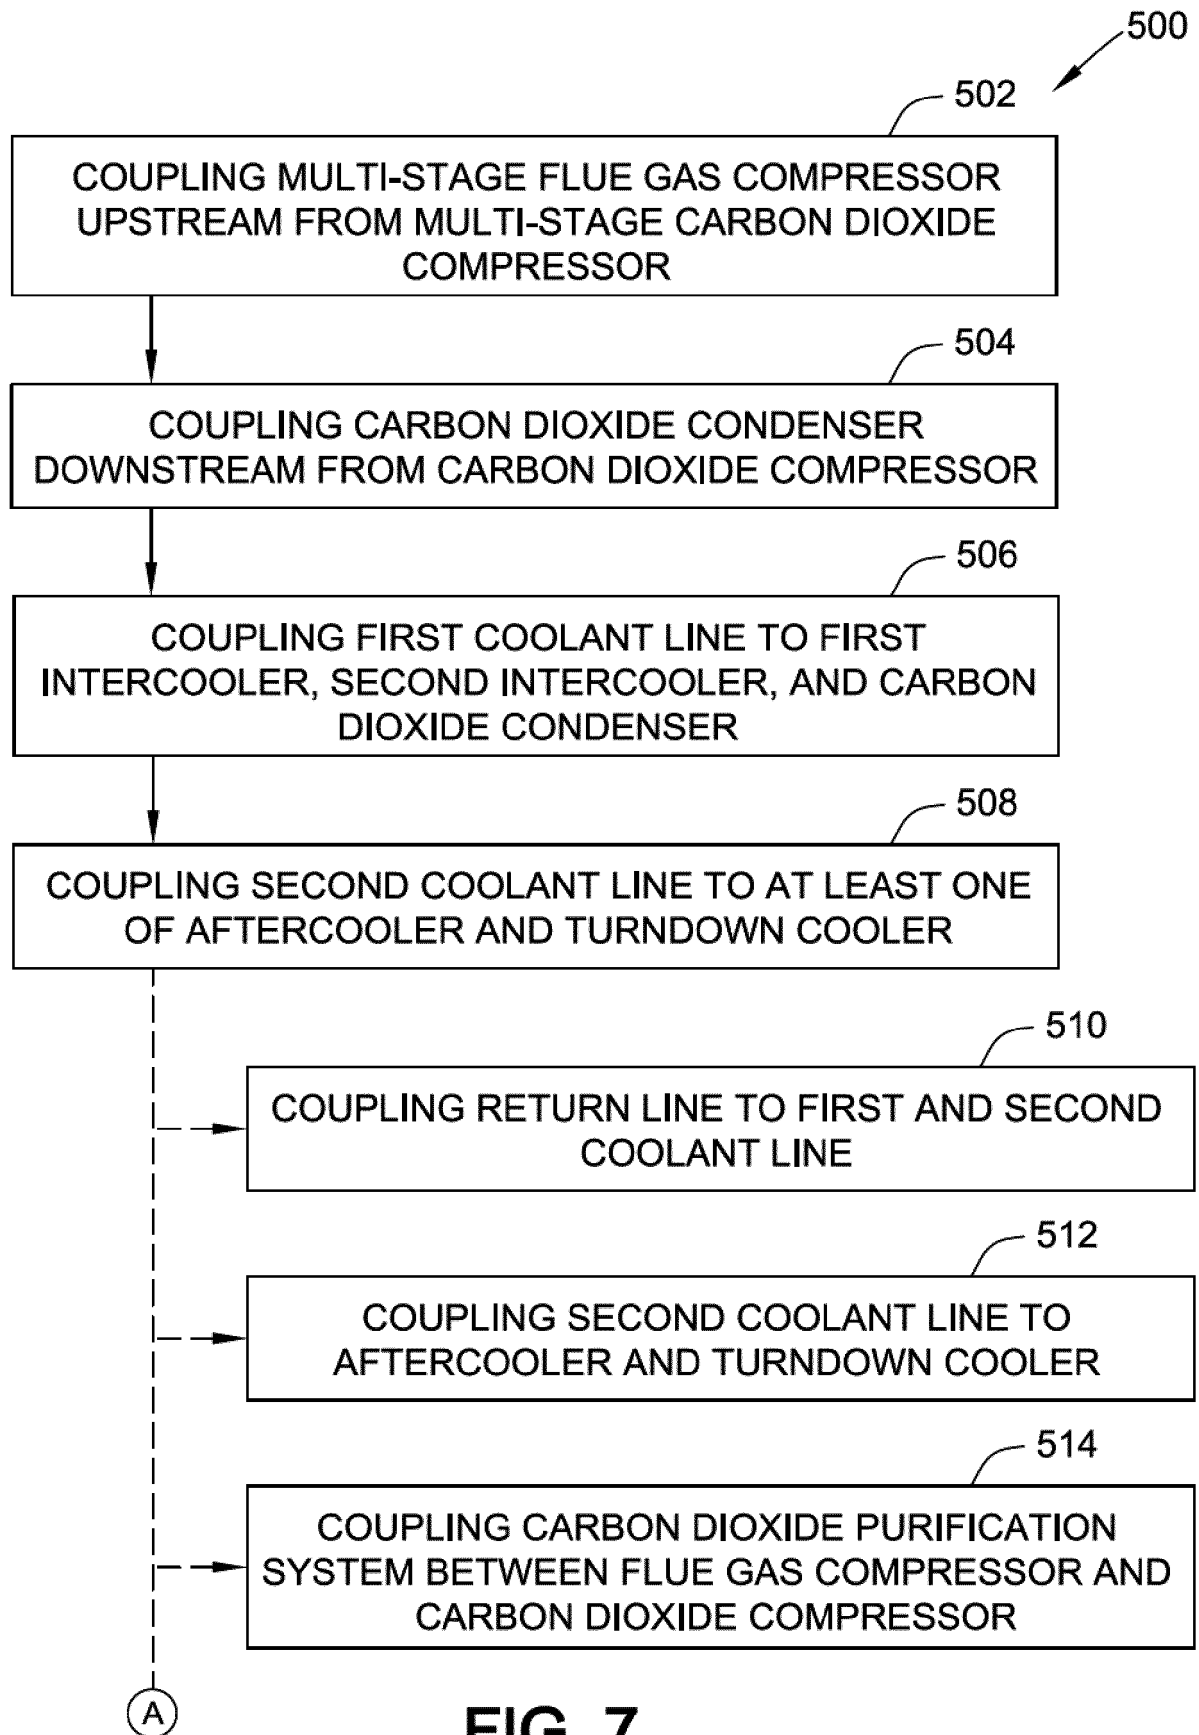 500
502
COUPLING MULTI-STAGE FLUE GAS COMPRESSOR
UPSTREAM FROM MULTI-STAGE CARBON DIOXIDE
COMPRESSOR
504
COUPLING CARBON DIOXIDE CONDENSER
DOWNSTREAM FROM CARBON DIOXIDE COMPRESSOR
506
COUPLING FIRST COOLANT LINE TO FIRST
INTERCOOLER, SECOND INTERCOOLER, AND CARBON
DIOXIDE CONDENSER
508
COUPLING SECOND COOLANT LINE TO AT LEAST ONE
OF AFTERCOOLER AND TURNDOWN COOLER
510
COUPLING RETURN LINE TO FIRST AND SECOND
COOLANT LINE
512
COUPLING SECOND COOLANT LINE TO
AFTERCOOLER AND TURNDOWN COOLER
514
COUPLING CARBON DIOXIDE PURIFICATION
SYSTEM BETWEEN FLUE GAS COMPRESSOR AND
CARBON DIOXIDE COMPRESSOR
A
FIG. 7